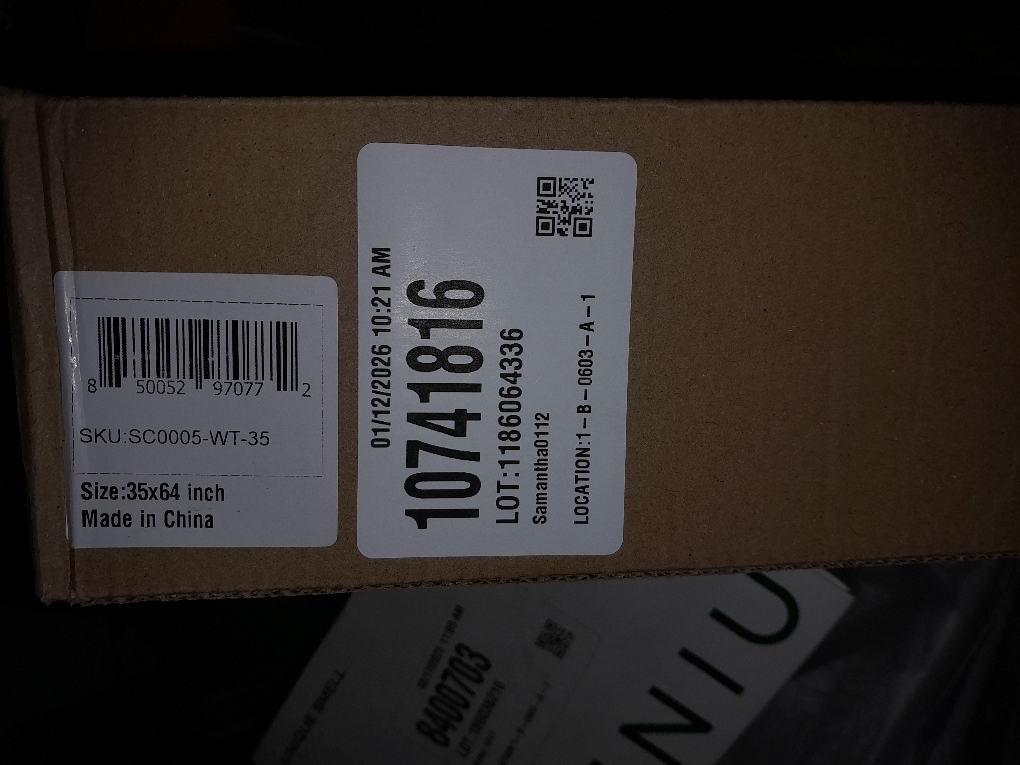 8 50052 97077 2
SKU:SC0005-WT-35
Size:35x64 inch
Made in China
01/12/2026 10:21 AM
10741816
LOT:1186064336
Samantha0112
LOCATION:1-B-0603-A-1
8400703
NIU